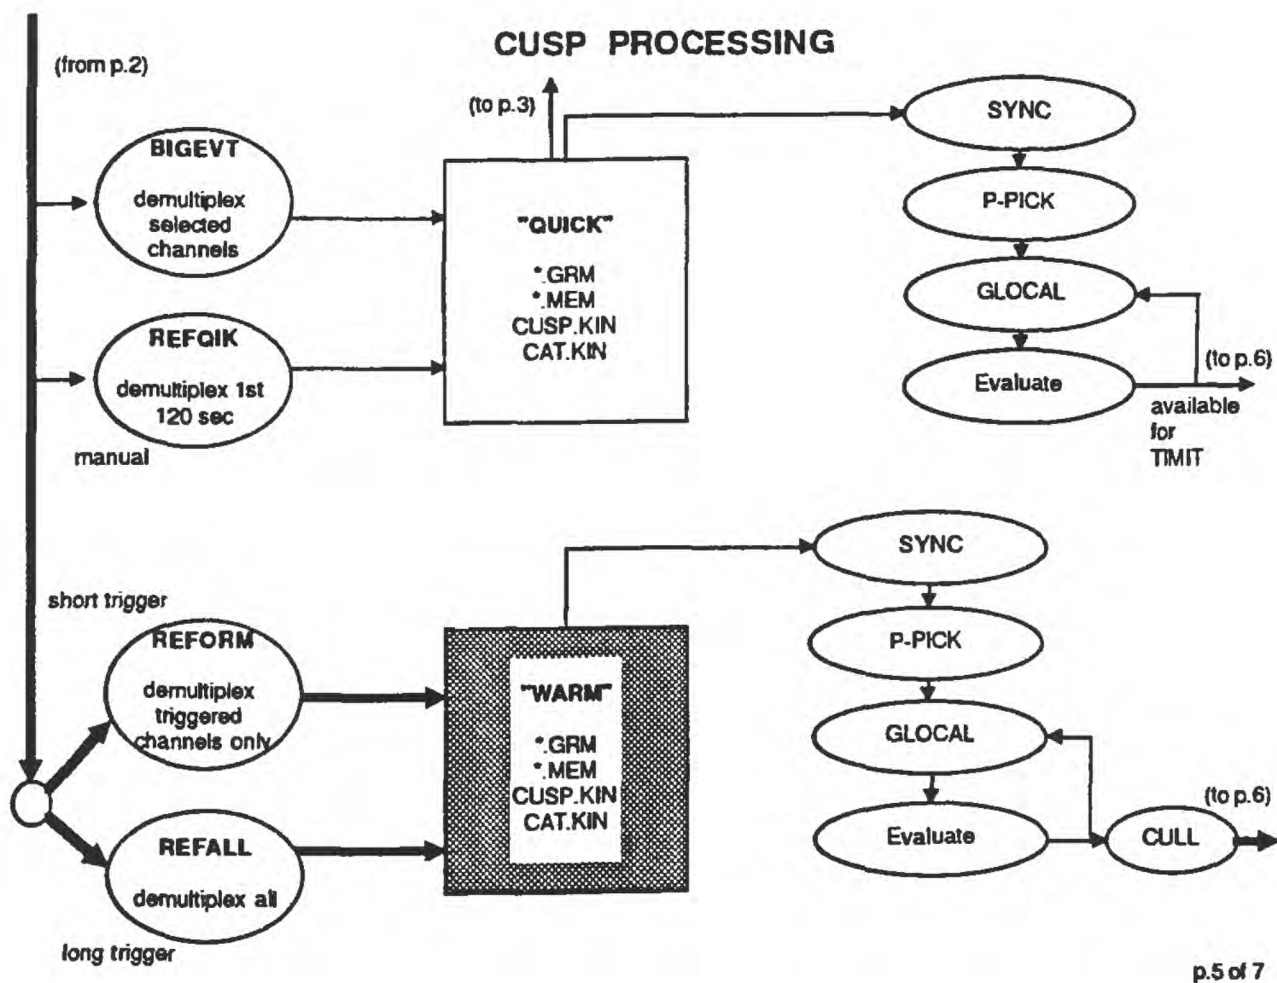 CUSP PROCESSING
(from p.2)
(to p.3)
BIGEVT
demultiplex
selected
channels
"QUICK"
*.GRM
*.MEM
CUSP.KIN
CAT.KIN
REFQIK
demultiplex 1st
120 sec
manual
SYNC
P-PICK
GLOCAL
Evaluate
(to p.6)
available
for
TIMIT
short trigger
REFORM
demultiplex
triggered
channels only
"WARM"
*.GRM
*.MEM
CUSP.KIN
CAT.KIN
REFALL
demultiplex all
long trigger
SYNC
P-PICK
GLOCAL
Evaluate
CULL
(to p.6)
p.5 of 7